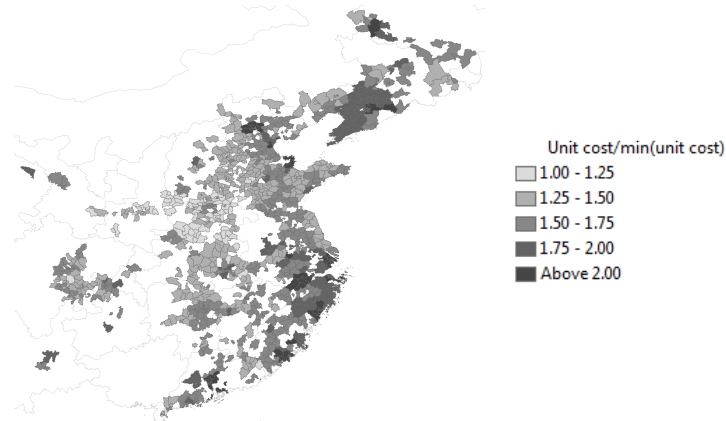 Unit cost/min(unit cost)
1.00 - 1.25
1.25 - 1.50
1.50 - 1.75
1.75 - 2.00
Above 2.00